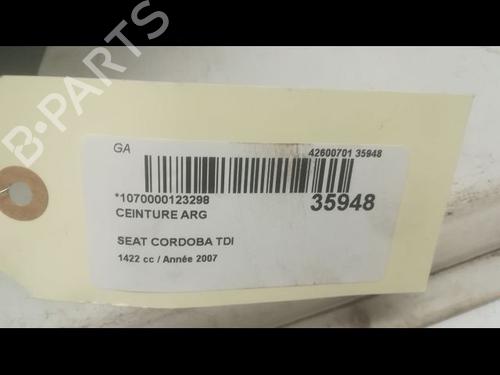 B-PARTS
GA
42600701 35948
*1070000123298
35948
CEINTURE ARG
SEAT CORDOBA TDI
1422 cc / Année 2007